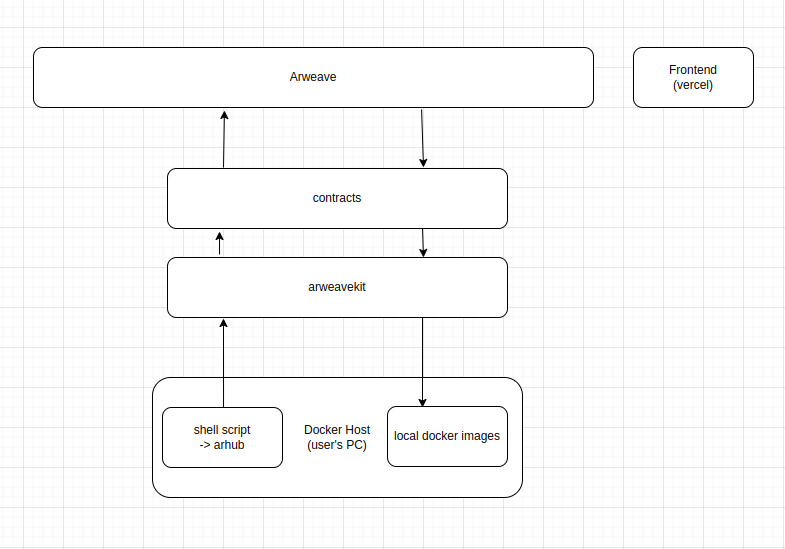 Arweave
Frontend
(vercel)
contracts
arweavekit
shell script
-> arhub
Docker Host
(user's PC)
local docker images